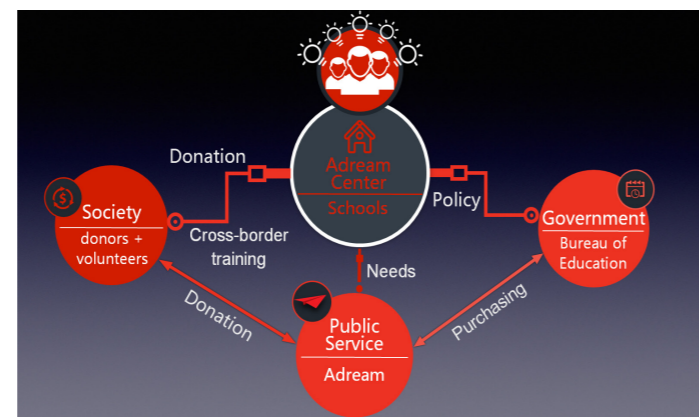 Donation
Adream
Center
Schools
Policy
Society
donors +
volunteers
Cross-border
training
Government
Bureau of
Education
Needs
Donation
Purchasing
Public
Service
Adream